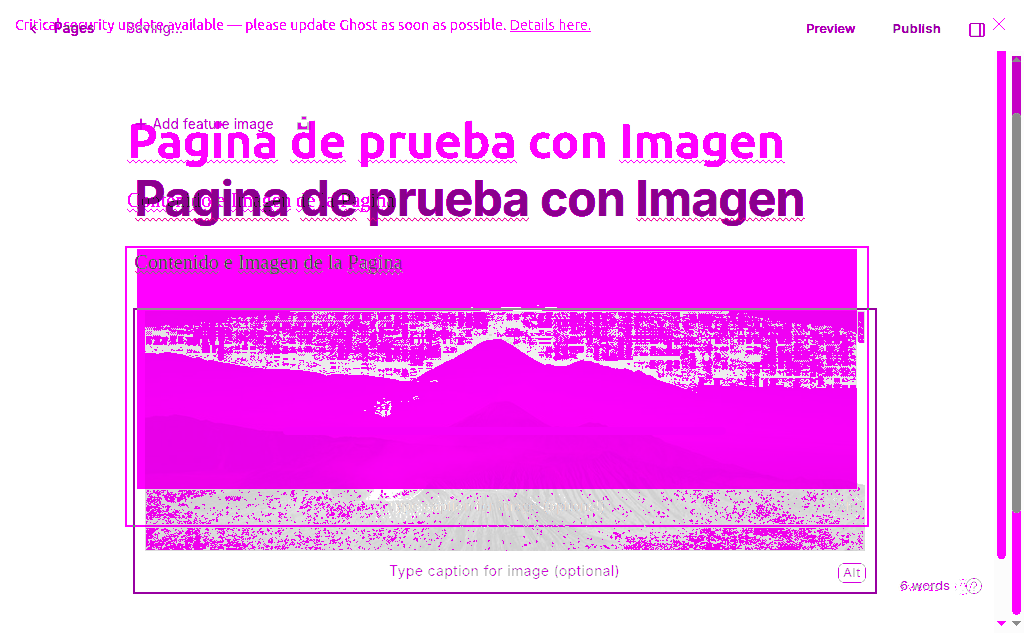 Critical security update available — please update Ghost as soon as possible. Details here.
Pages Saving... Preview Publish
+ Add feature image
Pagina de prueba con Imagen
Pagina de prueba con Imagen
Contenido e Imagen de la Pagina
Contenido e Imagen de la Pagina
Type caption for image (optional) Alt
6 words